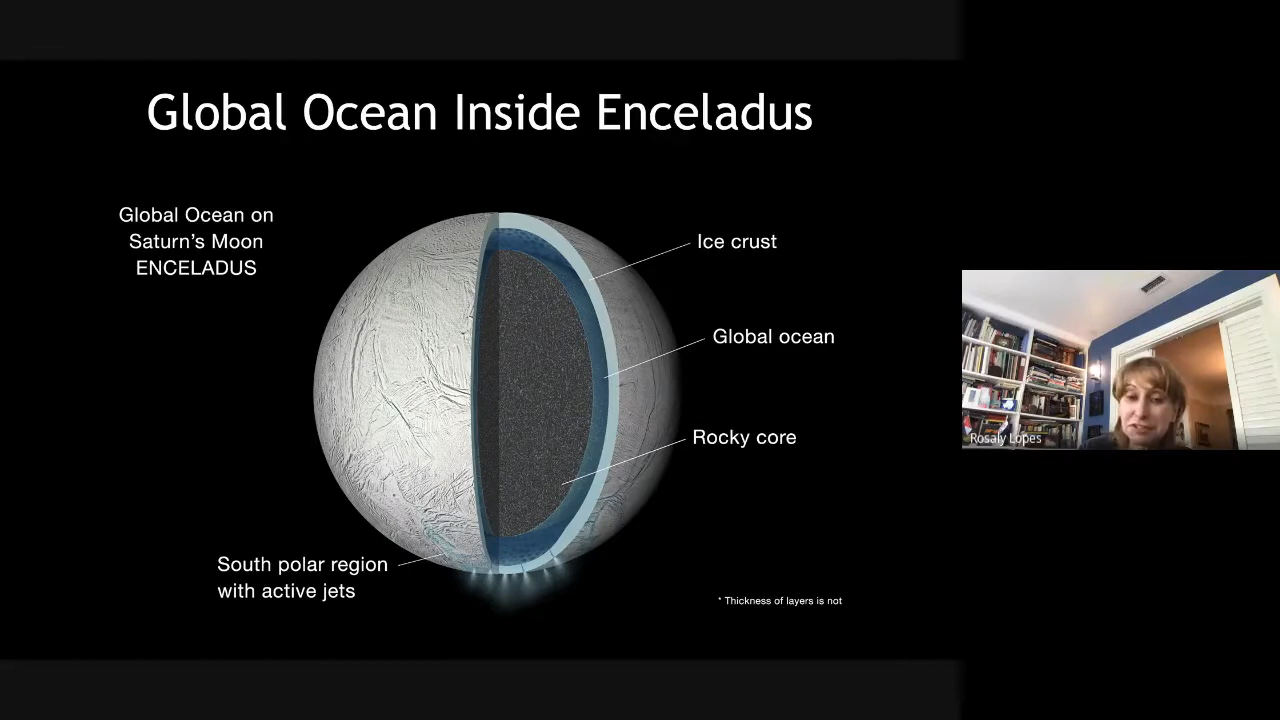 Global Ocean Inside Enceladus
Global Ocean on
Saturn's Moon
ENCELADUS
Ice crust
Global ocean
Rocky core
South polar region
with active jets
* Thickness of layers is not
Rosaly Lopes